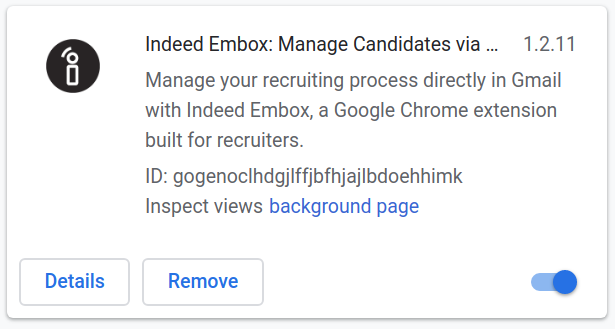 Indeed Embox: Manage Candidates via ... 1.2.11
Manage your recruiting process directly in Gmail
with Indeed Embox, a Google Chrome extension
built for recruiters.
ID: gogenoclhdgjlffjbfhjajlbdoehhimk
Inspect views background page
Details Remove